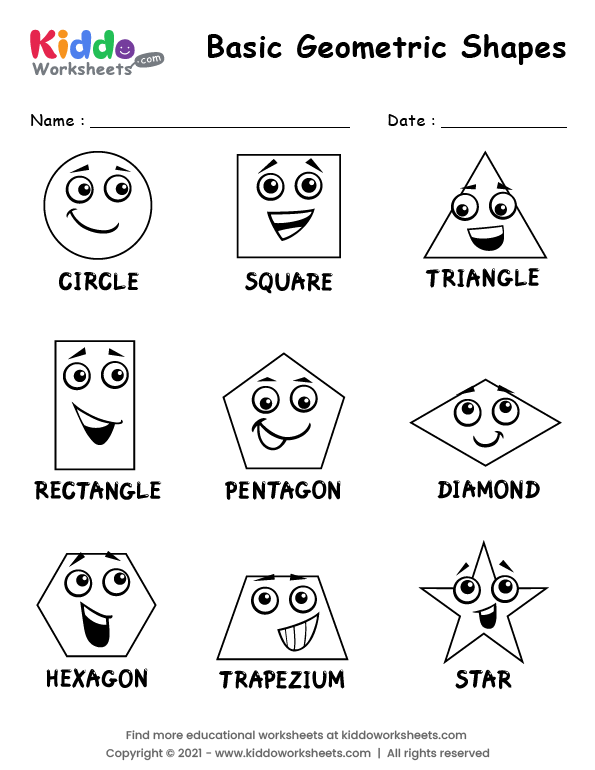 Kiddo
Worksheets.com
Basic Geometric Shapes
Name : Date :
CIRCLE SQUARE TRIANGLE
RECTANGLE PENTAGON DIAMOND
HEXAGON TRAPEZIUM STAR
Find more educational worksheets at kiddoworksheets.com
Copyright © 2021 - www.kiddoworksheets.com | All rights reserved